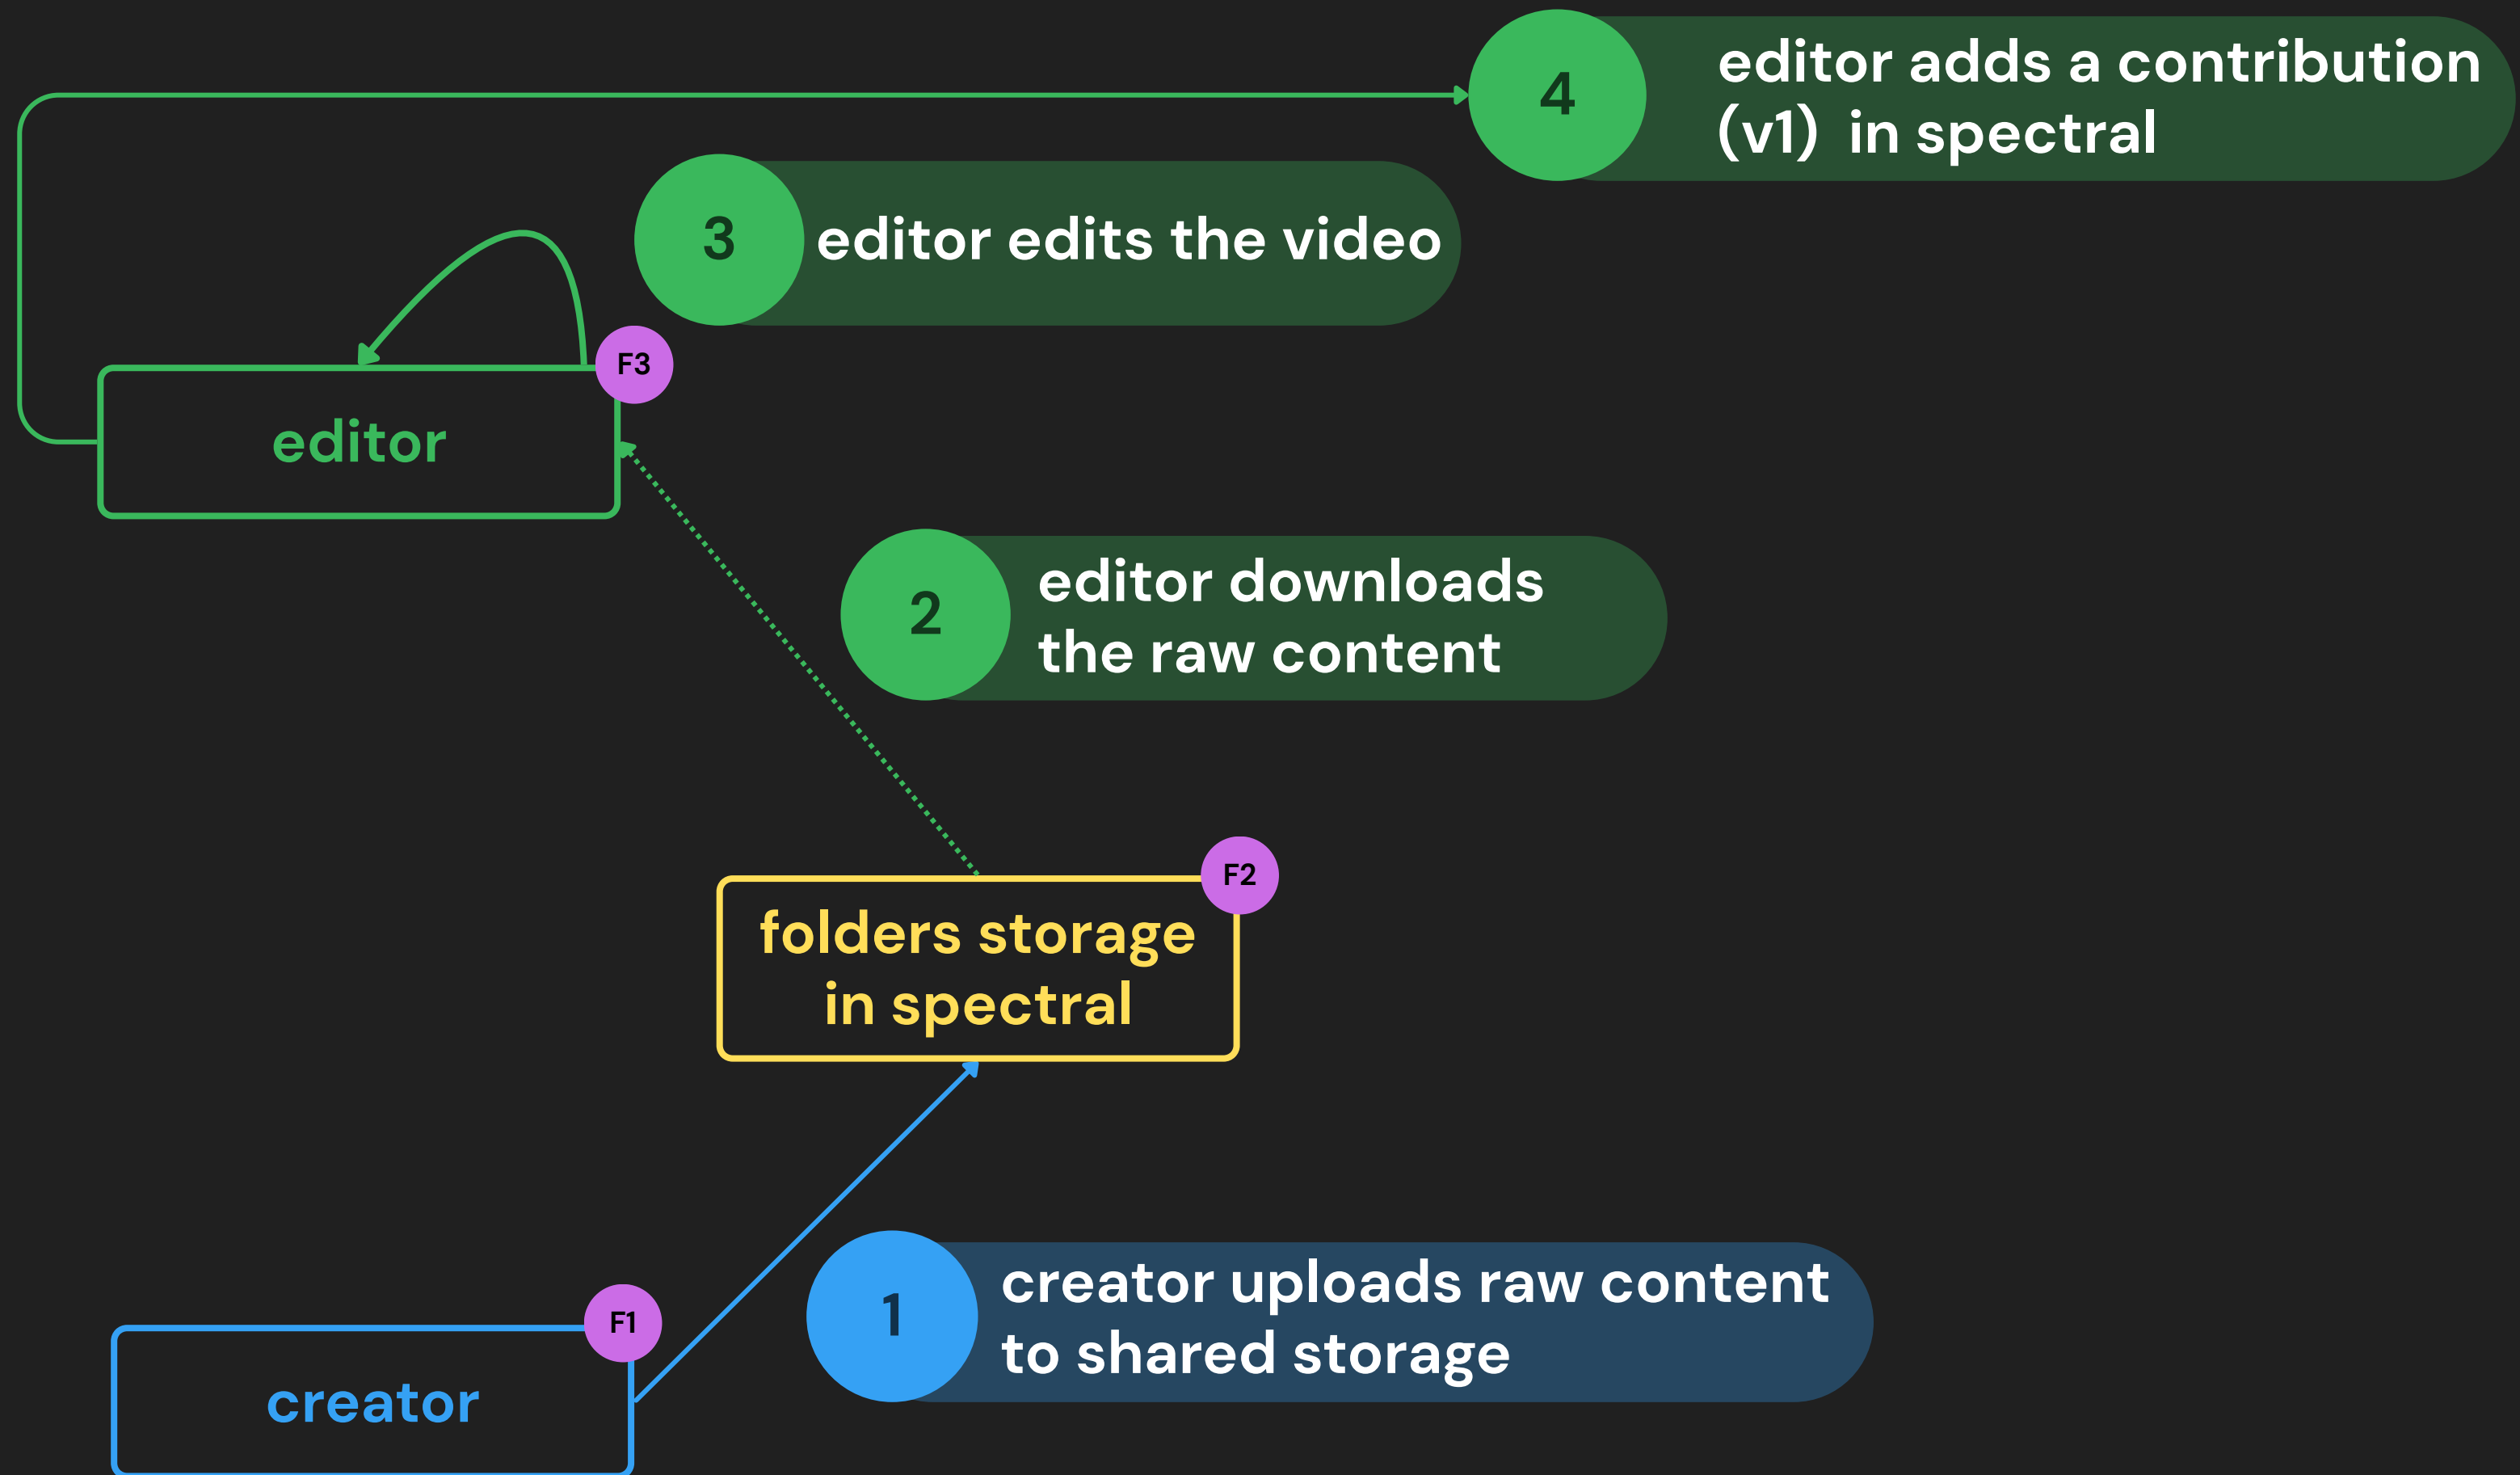 4
editor adds a contribution
(v1)  in spectral
3
editor edits the video
F3
editor
2
editor downloads
the raw content
F2
folders storage
in spectral
1
creator uploads raw content
to shared storage
F1
creator